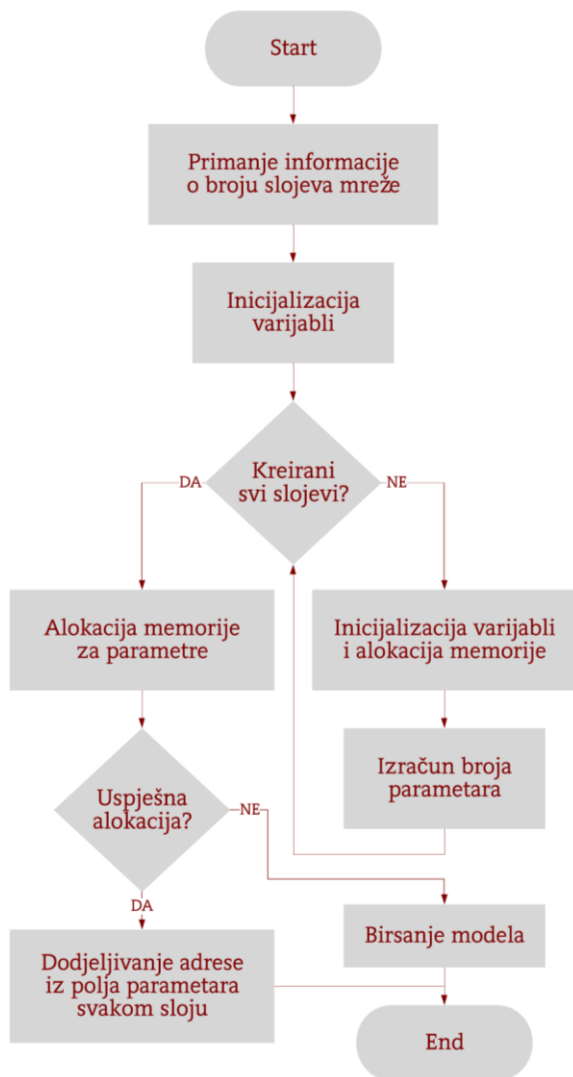 Start
Primanje informacije
o broju slojeva mreže
Inicijalizacija
varijabli
Kreirani
svi slojevi?
DA
NE
Alokacija memorije
za parametre
Inicijalizacija varijabli
i alokacija memorije
Izračun broja
parametara
Uspješna
alokacija?
NE
DA
Birsanje modela
Dodjeljivanje adrese
iz polja parametara
svakom sloju
End